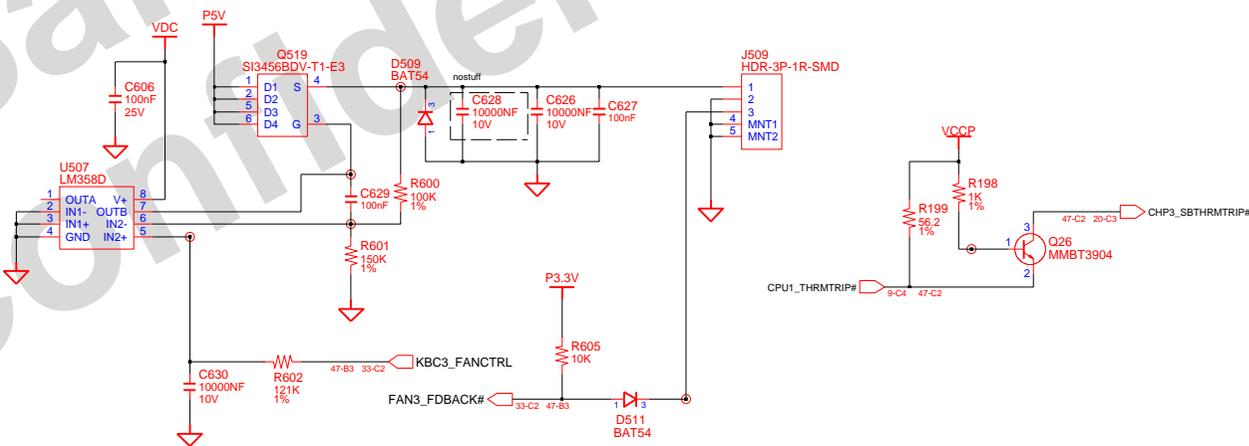 confiden
VDC
P5V
C606
100nF
25V
Q519
SI3456BDV-T1-E3
1 D1 S 4
2 D2
5 D3
6 D4 G 3
D509
BAT54
3
1
nostuff
C628
10000NF
10V
C626
10000NF
10V
C627
100nF
J509
HDR-3P-1R-SMD
1 1
2 2
3 3
4 MNT1
5 MNT2
U507
LM358D
1 OUTA V+ 8
2 IN1- OUTB 7
3 IN1+ IN2- 6
4 GND IN2+ 5
C629
100nF
R600
100K
1%
R601
150K
1%
C630
10000NF
10V
R602
121K
1%
47-B3 33-C2
KBC3_FANCTRL
P3.3V
R605
10K
FAN3_FDBACK#
33-C2 47-B3
1 3
D511
BAT54
VCCP
R198
1K
1%
R199
56.2
1%
47-C2 20-C3
CHP3_SBTHRMTRIP#
3
1
2
Q26
MMBT3904
CPU1_THRMTRIP#
9-C4 47-C2